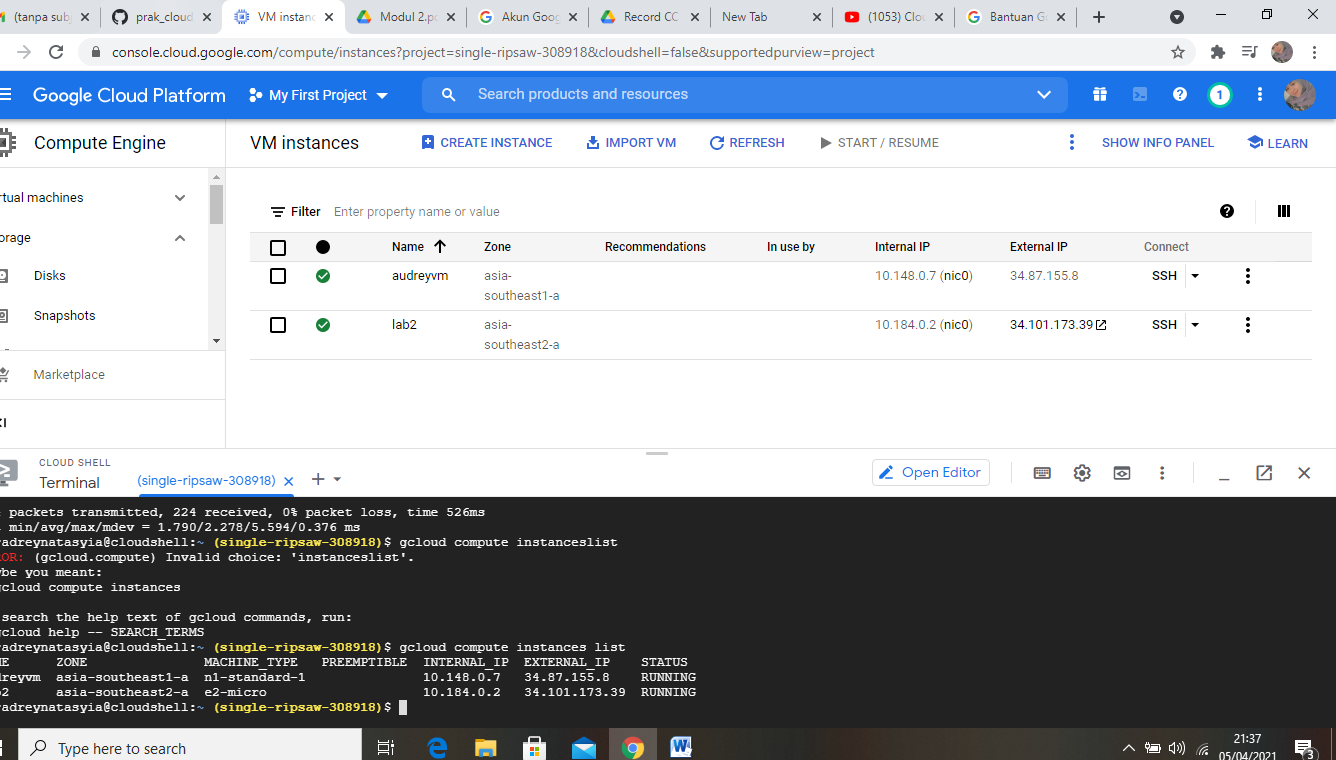 (tanpa subj
prak_cloud
VM instanc
Modul 2.pd
Akun Goog
Record CC
New Tab
(1053) Clou
Bantuan G
console.cloud.google.com/compute/instances?project=single-ripsaw-308918&cloudshell=false&supportedpurview=project
Google Cloud Platform
My First Project
Search products and resources
1
Compute Engine
VM instances
CREATE INSTANCE
IMPORT VM
REFRESH
START / RESUME
SHOW INFO PANEL
LEARN
rtual machines
orage
Disks
Snapshots
Marketplace
Filter Enter property name or value
Name Zone Recommendations In use by Internal IP External IP Connect
audreyvm asia-southeast1-a 10.148.0.7 (nic0) 34.87.155.8 SSH
lab2 asia-southeast2-a 10.184.0.2 (nic0) 34.101.173.39 SSH
CLOUD SHELL
Terminal
(single-ripsaw-308918)
Open Editor
packets transmitted, 224 received, 0% packet loss, time 526ms
min/avg/max/mdev = 1.790/2.278/5.594/0.376 ms
adreynatasyia@cloudshell:~ (single-ripsaw-308918)$ gcloud compute instanceslist
OR: (gcloud.compute) Invalid choice: 'instanceslist'.
ybe you meant:
gcloud compute instances
search the help text of gcloud commands, run:
gcloud help -- SEARCH_TERMS
adreynatasyia@cloudshell:~ (single-ripsaw-308918)$ gcloud compute instances list
ME ZONE MACHINE_TYPE PREEMPTIBLE INTERNAL_IP EXTERNAL_IP STATUS
dreyvm asia-southeast1-a n1-standard-1 10.148.0.7 34.87.155.8 RUNNING
b2 asia-southeast2-a e2-micro 10.184.0.2 34.101.173.39 RUNNING
adreynatasyia@cloudshell:~ (single-ripsaw-308918)$
Type here to search
21:37
05/04/2021
3